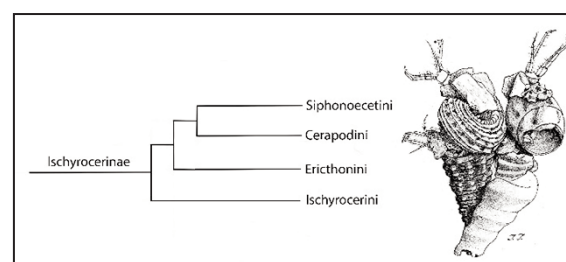 Siphonoecetini
Cerapodini
Ischyrocerinae
Ericthonini
Ischyrocerini